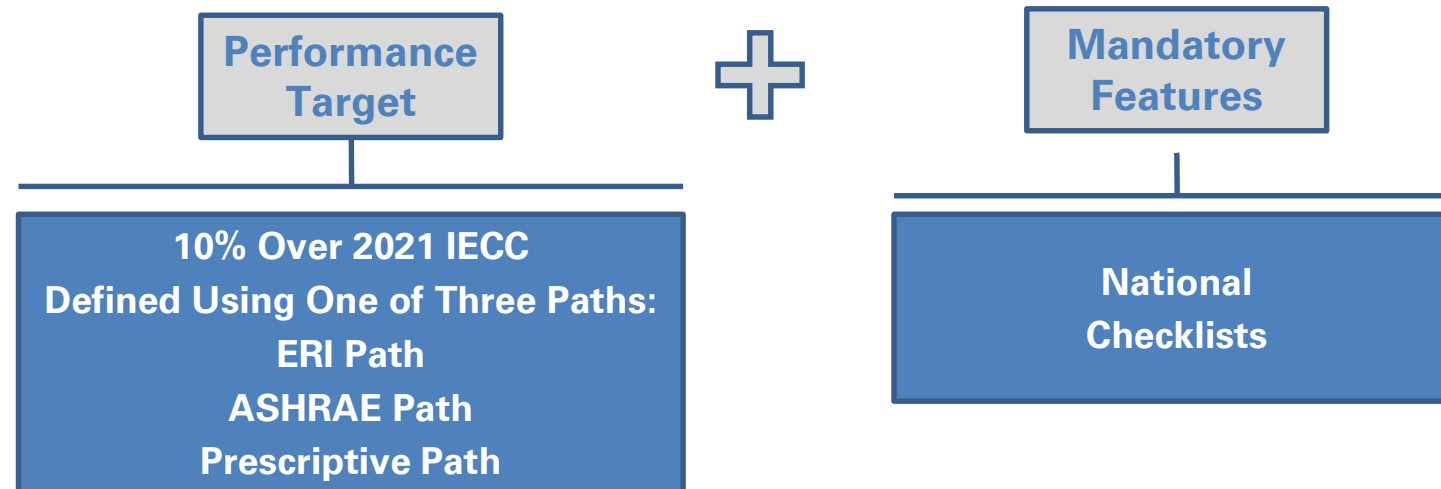 Performance
Target
10% Over 2021 IECC
Defined Using One of Three Paths:
ERI Path
ASHRAE Path
Prescriptive Path
Mandatory
Features
National
Checklists